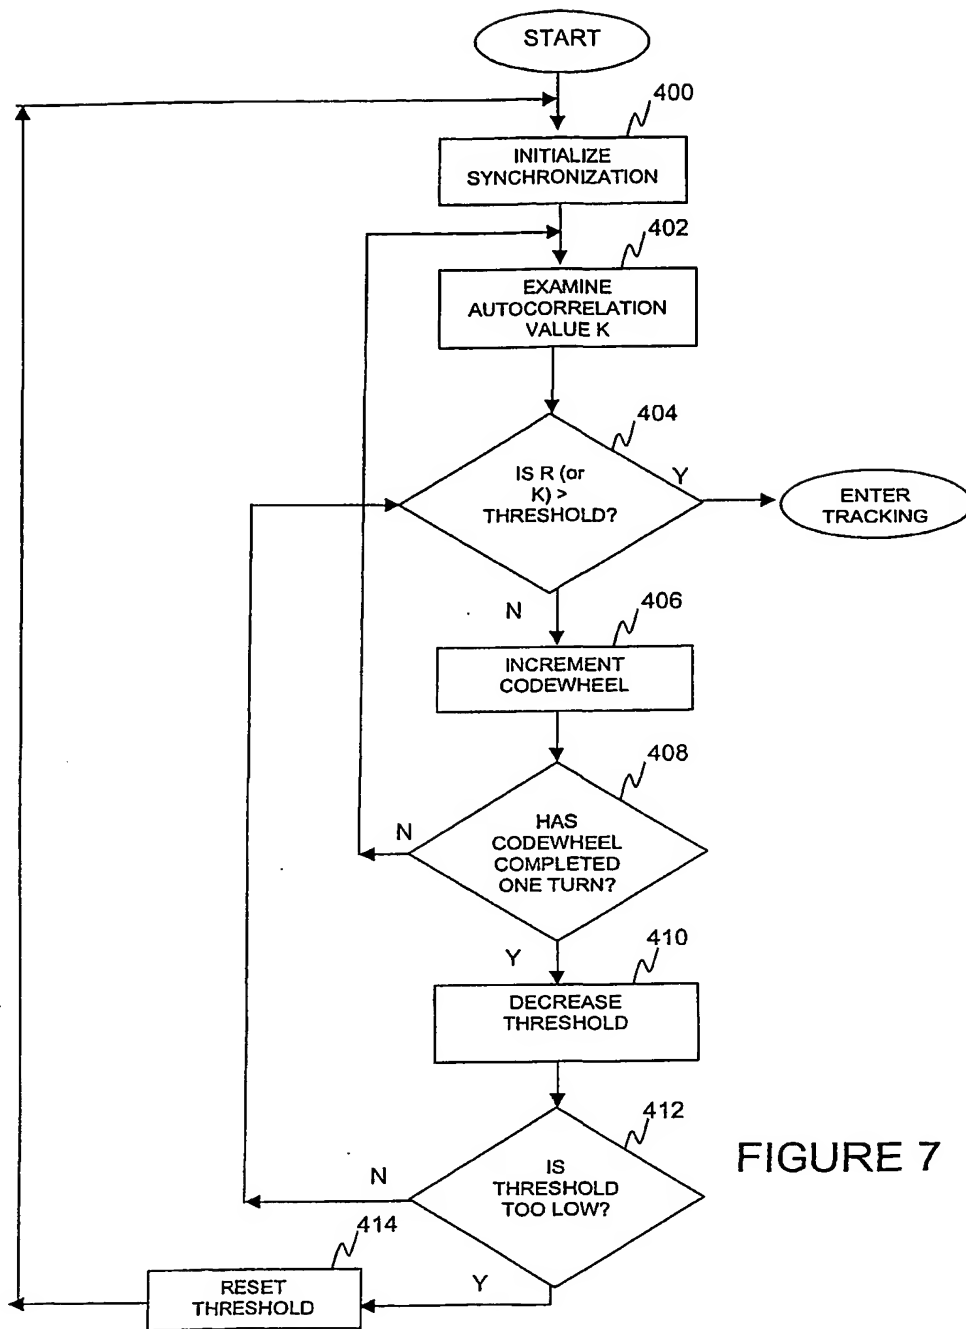 START
400
INITIALIZE
SYNCHRONIZATION
402
EXAMINE
AUTOCORRELATION
VALUE K
404
IS R (or
K) >
THRESHOLD?
Y
ENTER
TRACKING
N
406
INCREMENT
CODEWHEEL
408
HAS
CODEWHEEL
COMPLETED
ONE TURN?
N
Y
410
DECREASE
THRESHOLD
412
IS
THRESHOLD
TOO LOW?
N
Y
414
RESET
THRESHOLD
FIGURE 7